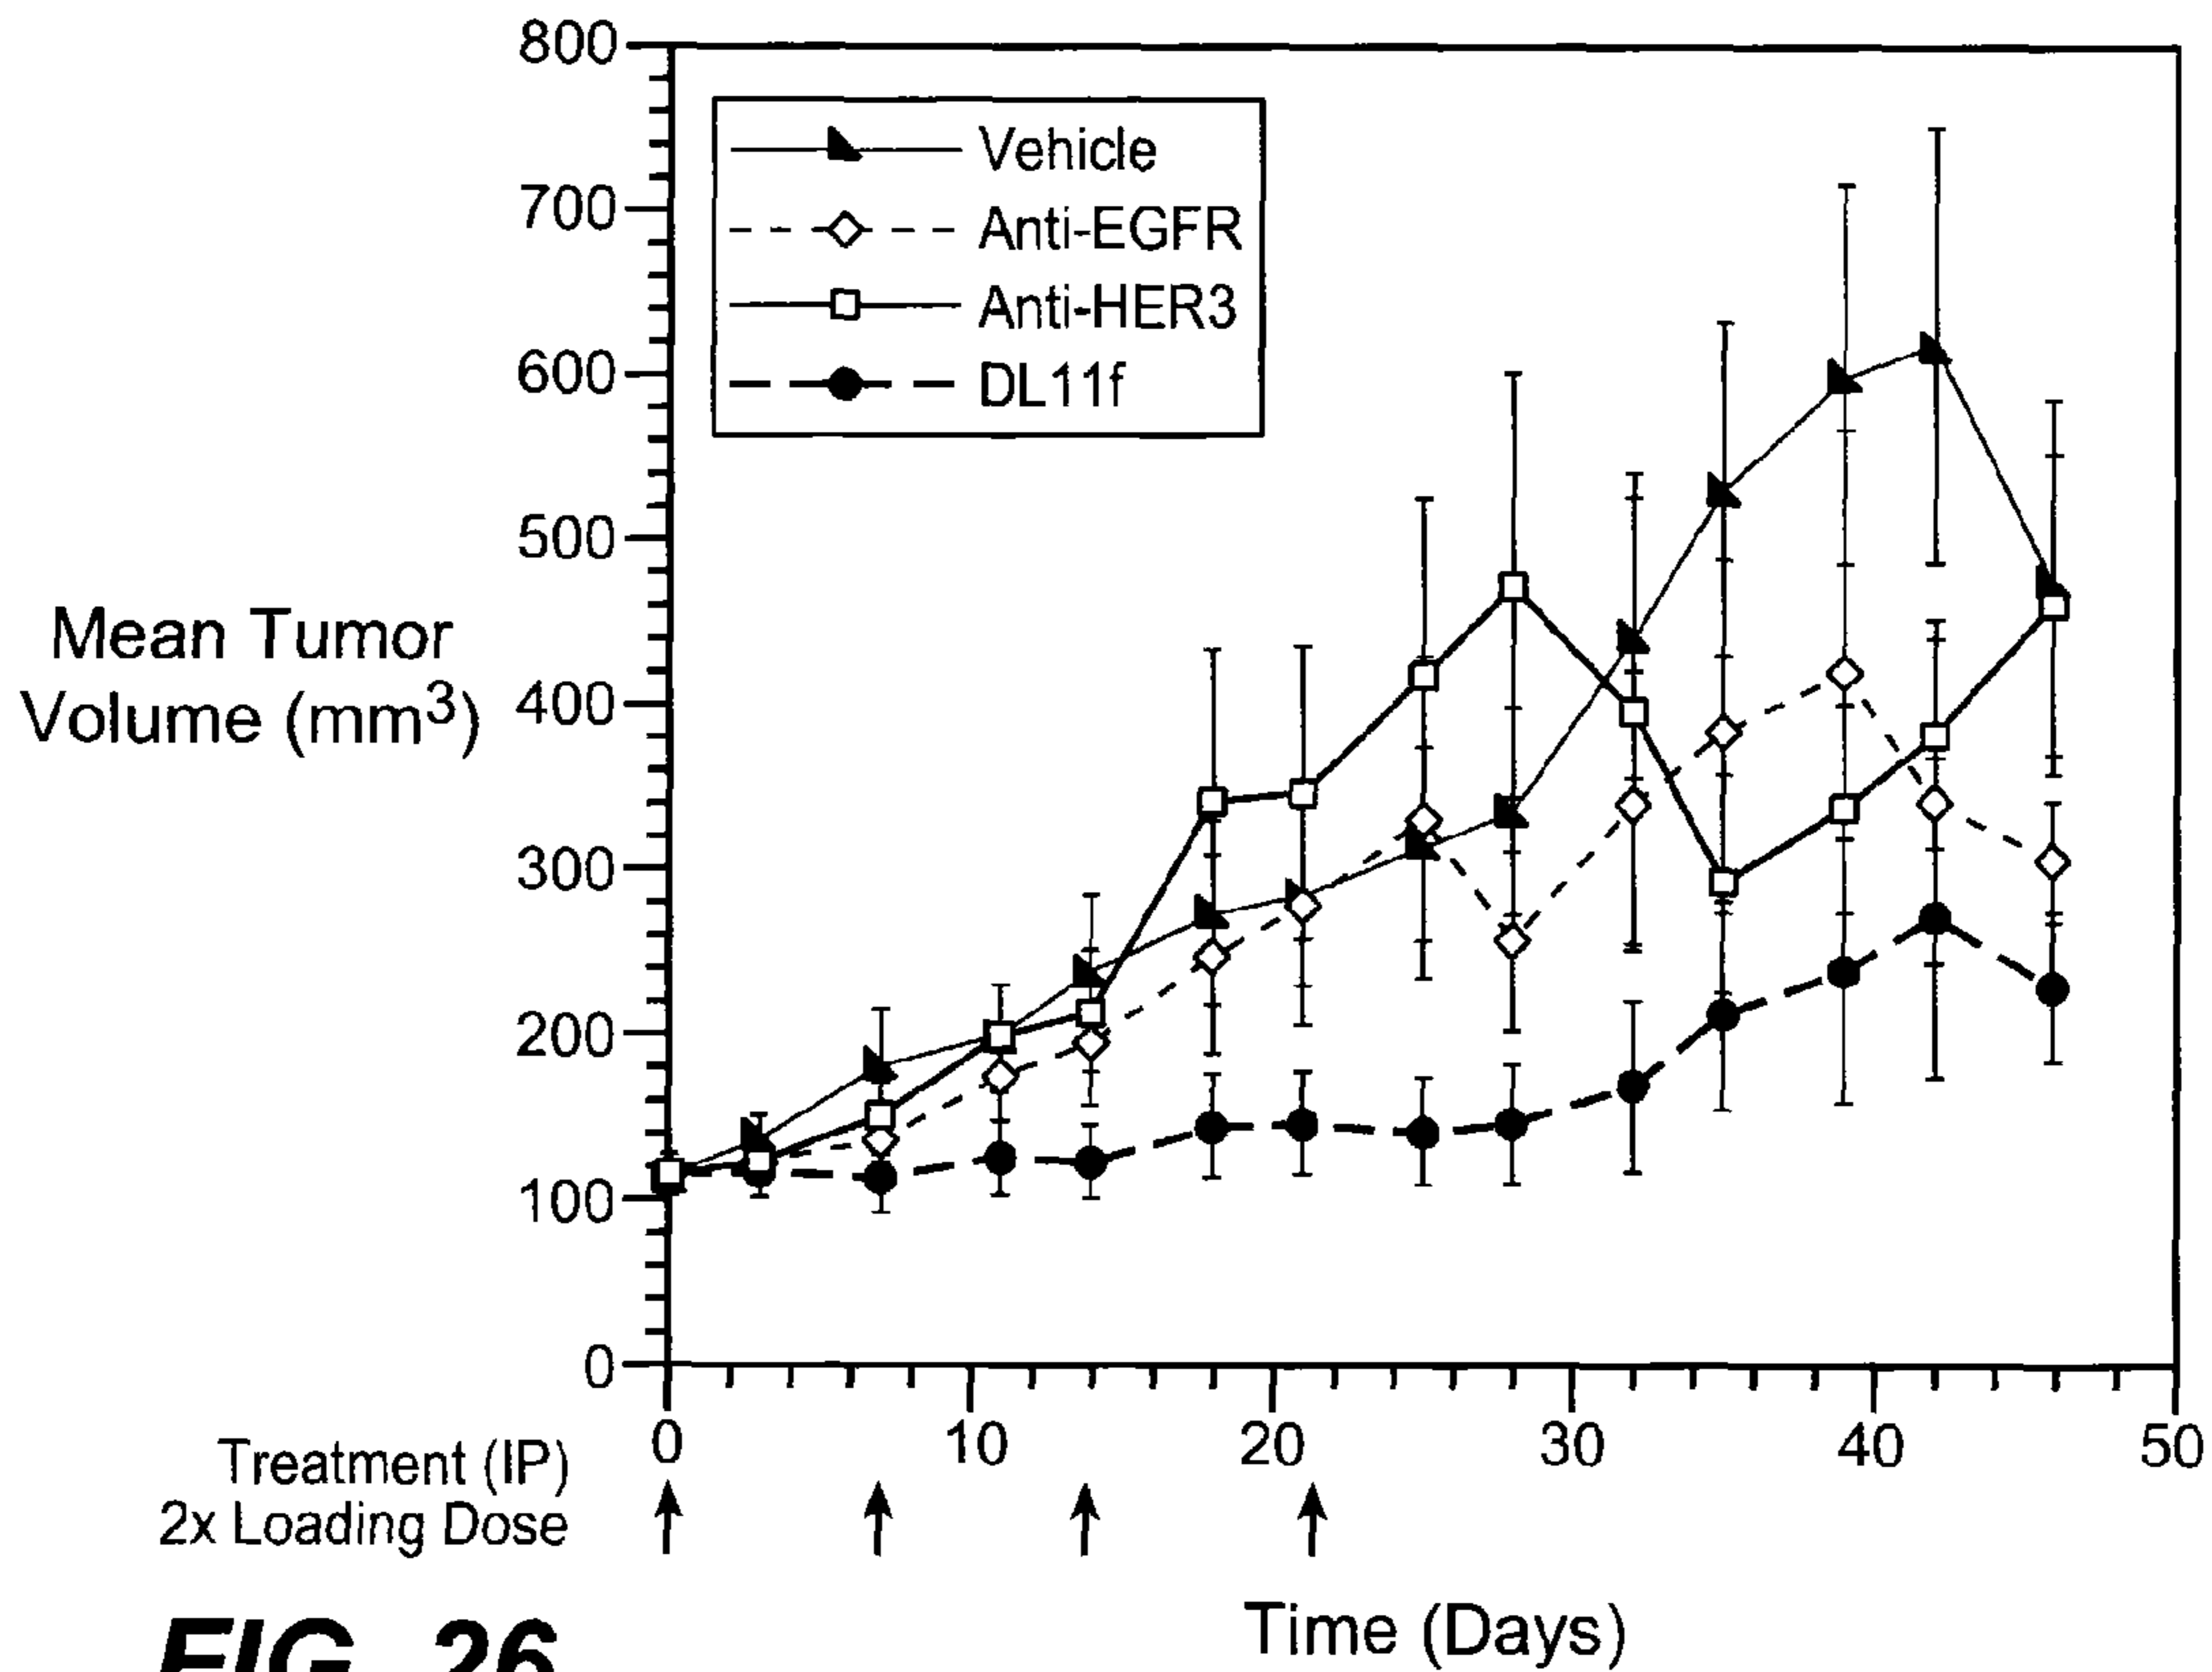 800
700
600
500
400
300
200
100
0
Mean Tumor
Volume (mm³)
Vehicle
Anti-EGFR
Anti-HER3
DL11f
0 10 20 30 40 50
Treatment (IP)
2x Loading Dose
Time (Days)
FIG. 26